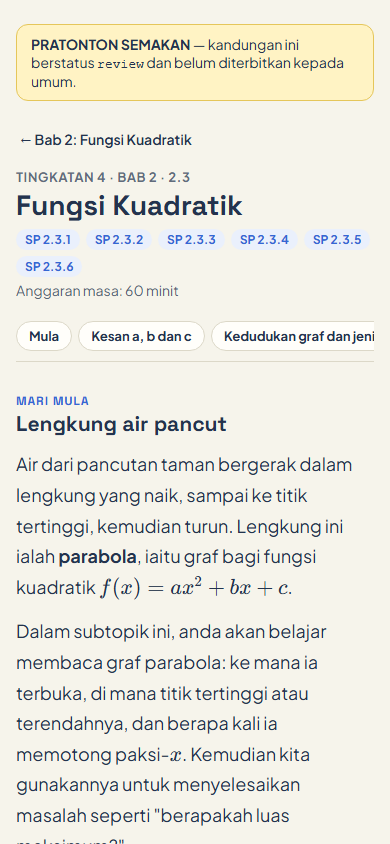 PRATONTON SEMAKAN — kandungan ini
berstatus review dan belum diterbitkan kepada
umum.
← Bab 2: Fungsi Kuadratik
TINGKATAN 4 · BAB 2 · 2.3
Fungsi Kuadratik
SP 2.3.1 SP 2.3.2 SP 2.3.3 SP 2.3.4 SP 2.3.5
SP 2.3.6
Anggaran masa: 60 minit
Mula Kesan a, b dan c Kedudukan graf dan jeni
MARI MULA
Lengkung air pancut
Air dari pancutan taman bergerak dalam
lengkung yang naik, sampai ke titik
tertinggi, kemudian turun. Lengkung ini
ialah parabola, iaitu graf bagi fungsi
kuadratik f(x) = ax² + bx + c.
Dalam subtopik ini, anda akan belajar
membaca graf parabola: ke mana ia
terbuka, di mana titik tertinggi atau
terendahnya, dan berapa kali ia
memotong paksi-x. Kemudian kita
gunakannya untuk menyelesaikan
masalah seperti "berapakah luas
maksimum?"